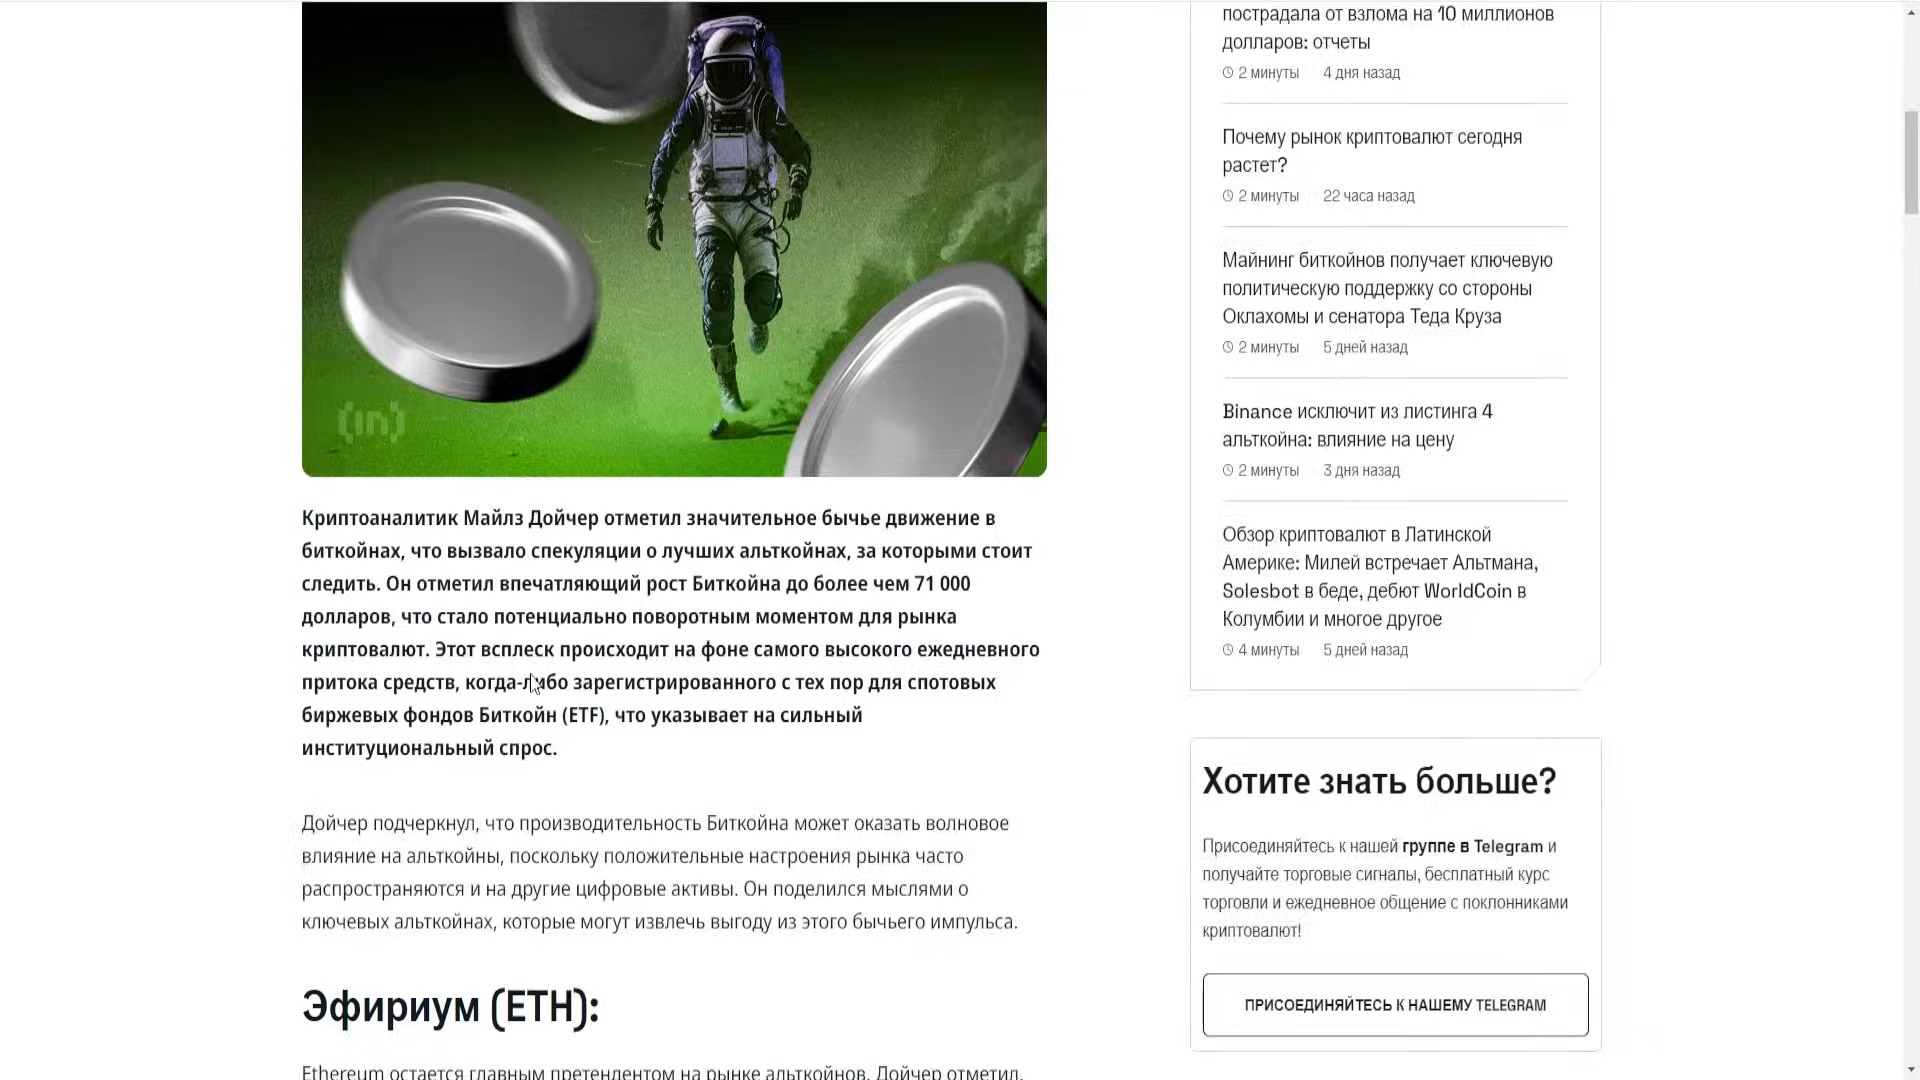 (in)
Криптоаналитик Майлз Дойчер отметил значительное бычье движение в
биткойнах, что вызвало спекуляции о лучших альткойнах, за которыми стоит
следить. Он отметил впечатляющий рост Биткойна до более чем 71 000
долларов, что стало потенциально поворотным моментом для рынка
криптовалют. Этот всплеск происходит на фоне самого высокого ежедневного
притока средств, когда-либо зарегистрированного с тех пор для спотовых
биржевых фондов Биткойн (ETF), что указывает на сильный
институциональный спрос.
Дойчер подчеркнул, что производительность Биткойна может оказать волновое
влияние на альткойны, поскольку положительные настроения рынка часто
распространяются и на другие цифровые активы. Он поделился мыслями о
ключевых альткойнах, которые могут извлечь выгоду из этого бычьего импульса.
Эфириум (ETH):
Ethereum остается главным претендентом на рынке альткойнов. Дойчер отметил,
пострадала от взлома на 10 миллионов
долларов: отчеты
2 минуты 4 дня назад
Почему рынок криптовалют сегодня
растет?
2 минуты 22 часа назад
Майнинг биткойнов получает ключевую
политическую поддержку со стороны
Оклахомы и сенатора Теда Круза
2 минуты 5 дней назад
Binance исключит из листинга 4
альткойна: влияние на цену
2 минуты 3 дня назад
Обзор криптовалют в Латинской
Америке: Милей встречает Альтмана,
Solesbot в беде, дебют WorldCoin в
Колумбии и многое другое
4 минуты 5 дней назад
Хотите знать больше?
Присоединяйтесь к нашей группе в Telegram и
получайте торговые сигналы, бесплатный курс
торговли и ежедневное общение с поклонниками
криптовалют!
ПРИСОЕДИНЯЙТЕСЬ К НАШЕМУ TELEGRAM